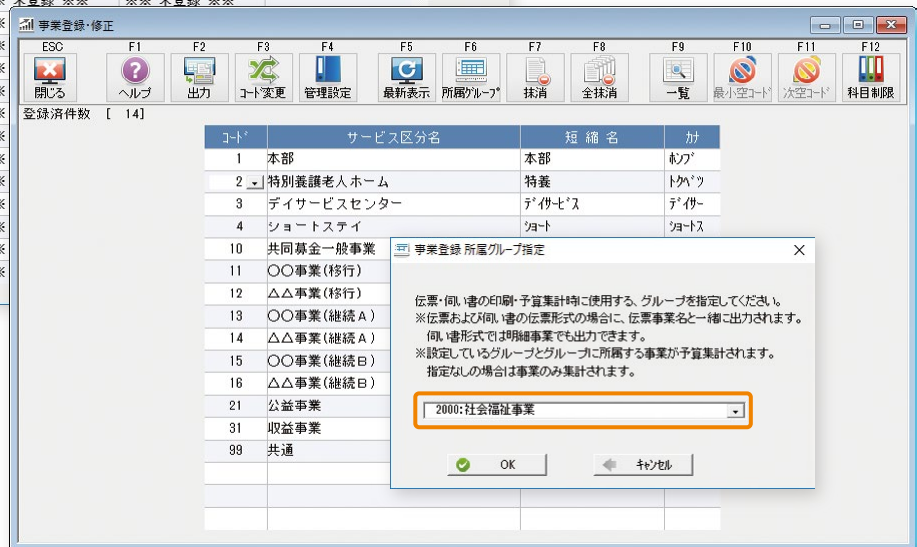 ※※ 未登録 ※※
事業登録・修正
ESC F1 F2 F3 F4 F5 F6 F7 F8 F9 F10 F11 F12
閉じる ヘルプ 出力 ｺｰﾄﾞ変更 管理設定 最新表示 所属ｸﾞﾙｰﾌﾟ 抹消 全抹消 一覧 最小空ｺｰﾄﾞ 次空ｺｰﾄﾞ 科目制限
登録済件数 [ 14]
ｺｰﾄﾞ サービス区分名 短 縮 名 ｶﾅ
1 本部 本部 ﾎﾝﾌﾞ
2 特別養護老人ホーム 特養 ﾄｸﾍﾞﾂ
3 デイサービスセンター ﾃﾞｲｻｰﾋﾞｽ ﾃﾞｲｻｰ
4 ショートステイ ｼｮｰﾄ ｼｮｰﾄｽ
10 共同募金一般事業
11 〇〇事業(移行)
12 △△事業(移行)
13 〇〇事業(継続Ａ)
14 △△事業(継続Ａ)
15 〇〇事業(継続Ｂ)
16 △△事業(継続Ｂ)
21 公益事業
31 収益事業
99 共通
事業登録 所属グループ指定
伝票・伺い書の印刷・予算集計時に使用する、グループを指定してください。
※伝票および伺い書の伝票形式の場合に、伝票事業名と一緒に出力されます。
伺い書形式では明細事業でも出力できます。
※設定しているグループとグループに所属する事業が予算集計されます。
指定なしの場合は事業のみ集計されます。
2000:社会福祉事業
OK ｷｬﾝｾﾙ